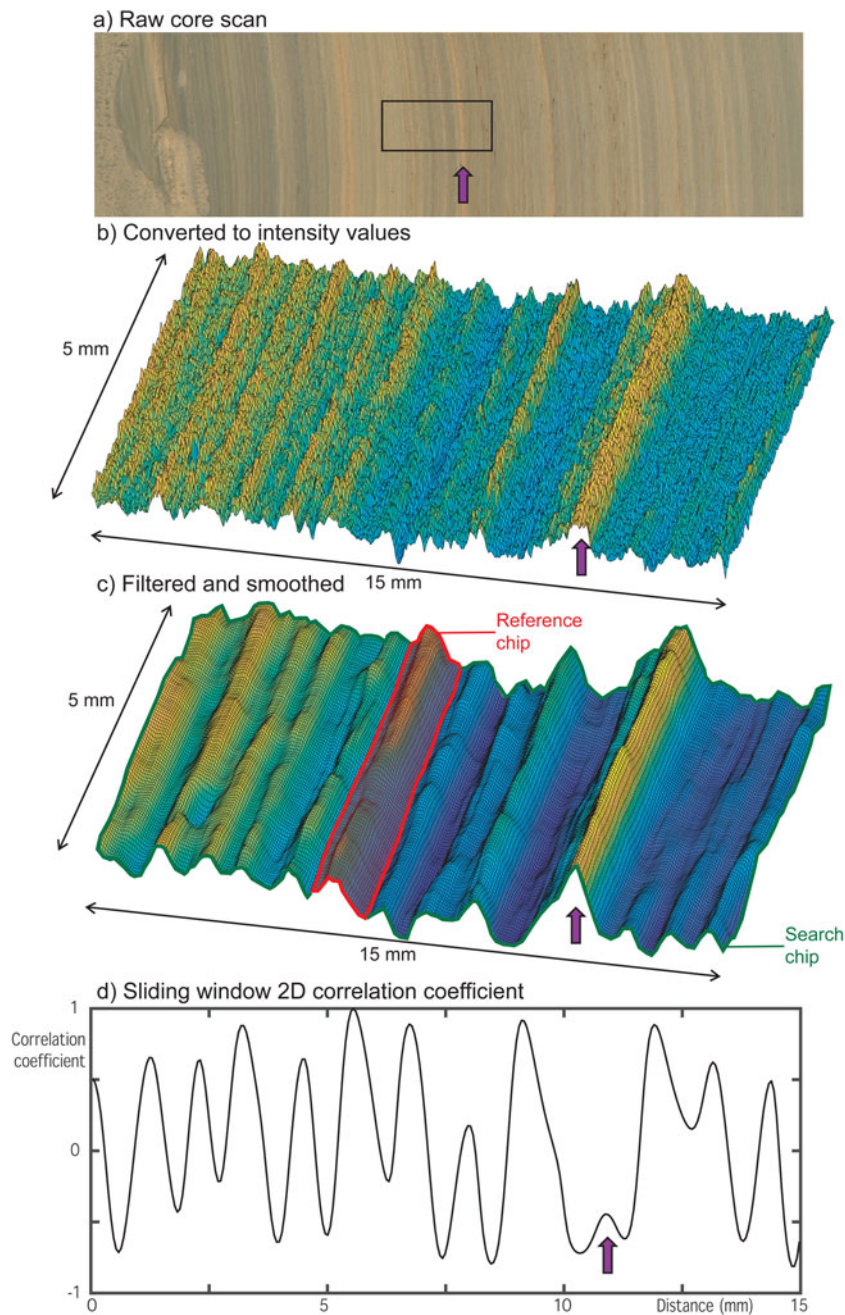 a) Raw core scan
b) Converted to intensity values
5 mm
15 mm
c) Filtered and smoothed
Reference
chip
5 mm
15 mm
Search
chip
d) Sliding window 2D correlation coefficient
1
Correlation
coefficient
0
-1
0
5
10
Distance (mm)
15